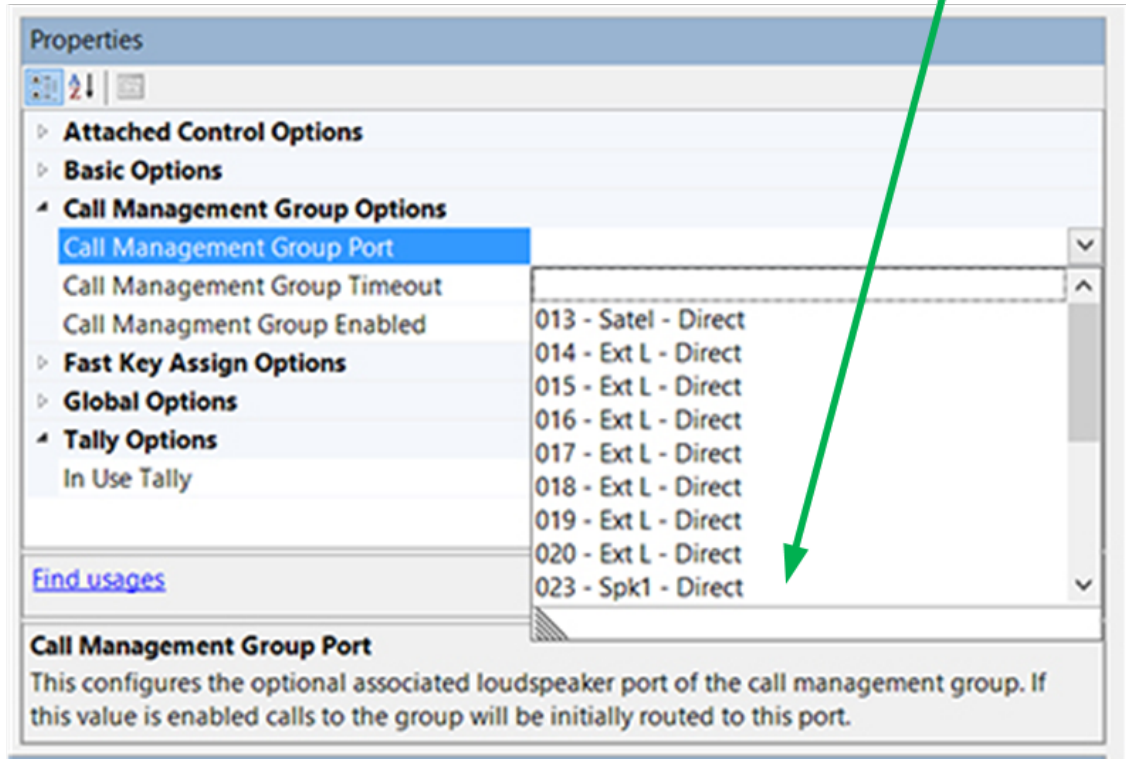 Properties
Attached Control Options
Basic Options
Call Management Group Options
Call Management Group Port
Call Management Group Timeout
Call Managment Group Enabled
Fast Key Assign Options
Global Options
Tally Options
In Use Tally
013 - Satel - Direct
014 - Ext L - Direct
015 - Ext L - Direct
016 - Ext L - Direct
017 - Ext L - Direct
018 - Ext L - Direct
019 - Ext L - Direct
020 - Ext L - Direct
023 - Spk1 - Direct
Find usages
Call Management Group Port
This configures the optional associated loudspeaker port of the call management group. If
this value is enabled calls to the group will be initially routed to this port.